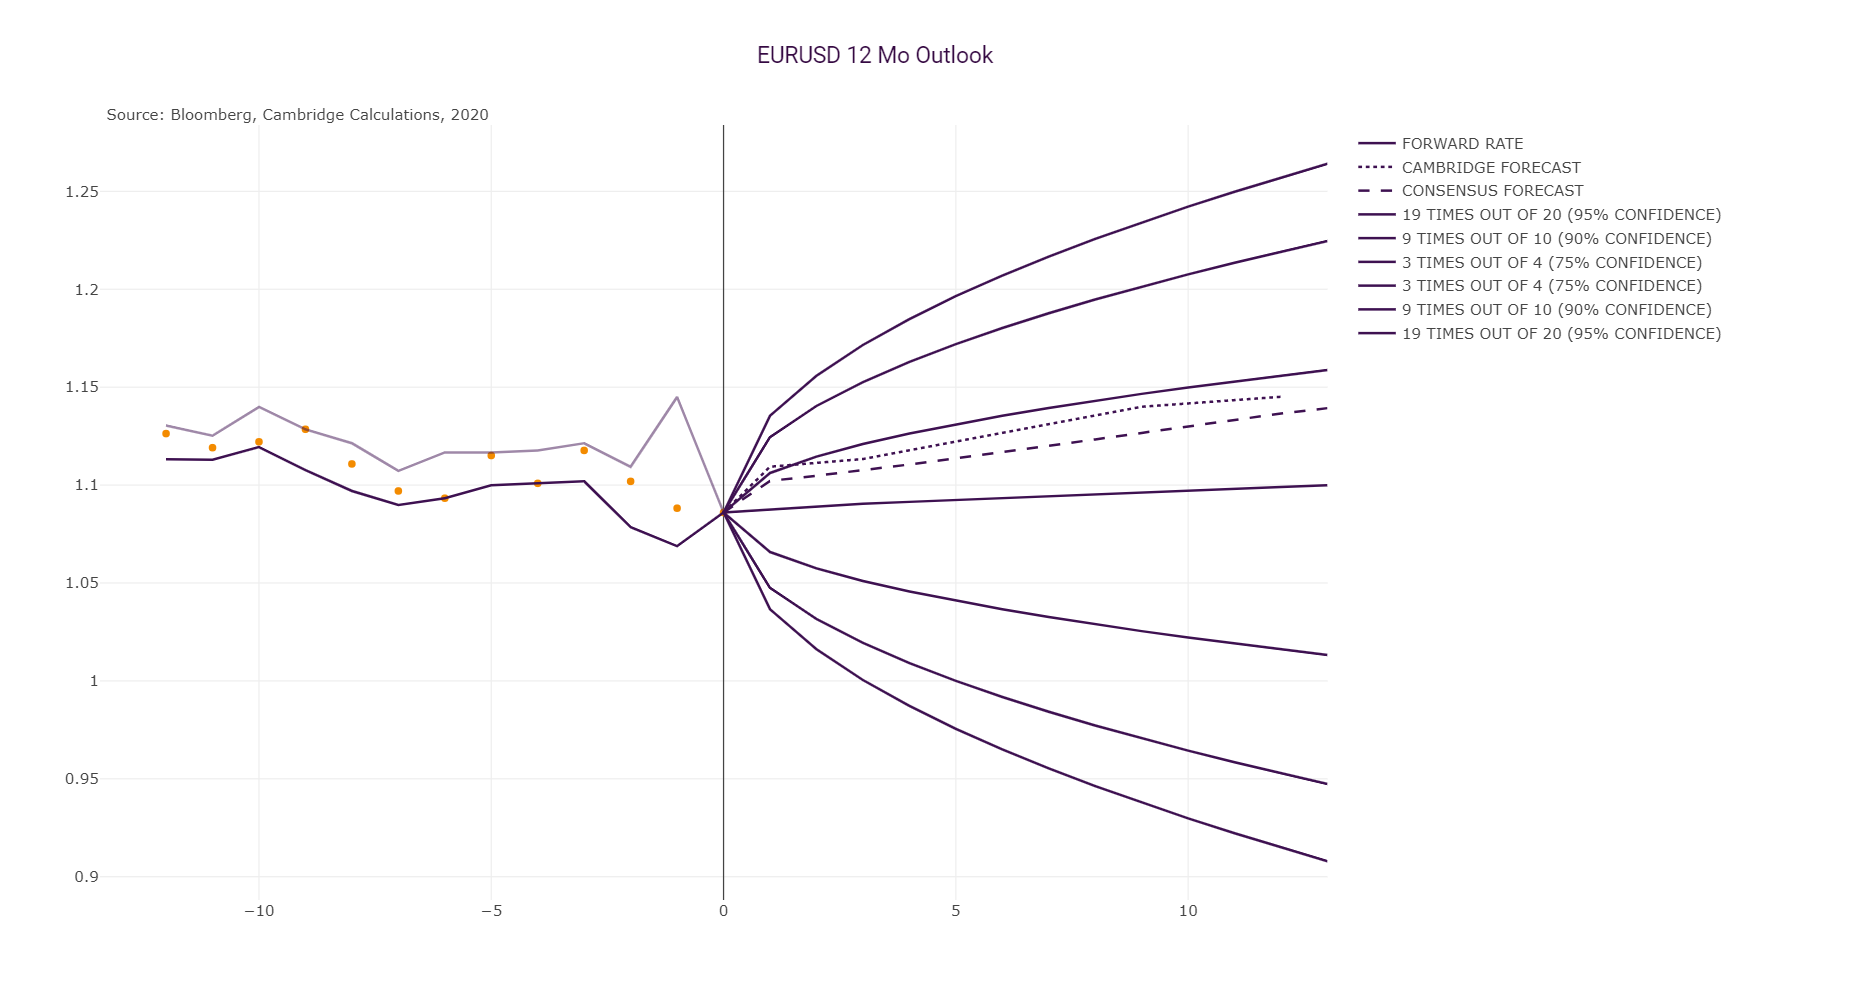 EURUSD 12 Mo Outlook
Source: Bloomberg, Cambridge Calculations, 2020
FORWARD RATE
CAMBRIDGE FORECAST
CONSENSUS FORECAST
19 TIMES OUT OF 20 (95% CONFIDENCE)
9 TIMES OUT OF 10 (90% CONFIDENCE)
3 TIMES OUT OF 4 (75% CONFIDENCE)
3 TIMES OUT OF 4 (75% CONFIDENCE)
9 TIMES OUT OF 10 (90% CONFIDENCE)
19 TIMES OUT OF 20 (95% CONFIDENCE)
1.25
1.2
1.15
1.1
1.05
1
0.95
0.9
−10 −5 0 5 10